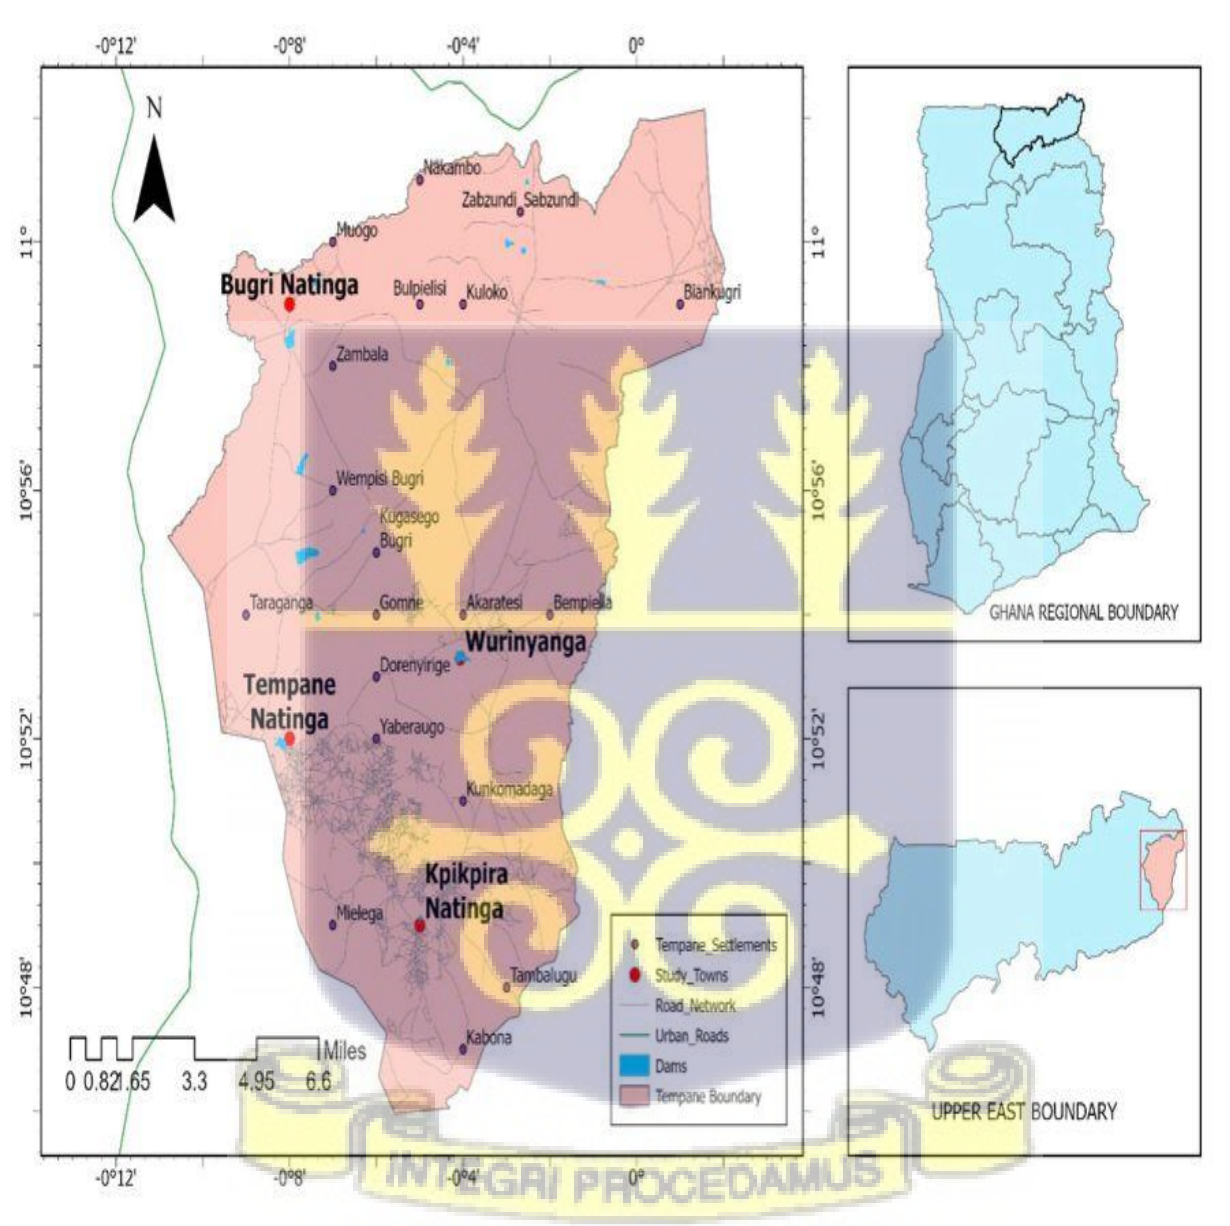 -0°12' -0°8' -0°4' 0°
N
Nakambo
Zabzundi Sabzundi
Muogo
11° 11°
Bugri Natinga
Bulpielisi Kuloko Biankugri
Zambala
Wempisi Bugri
10°56' 10°56'
Kugasego
Bugri
Taraganga Gomne Akaratesi Bempiella
Wurinyanga
Dorenyirige
Tempane
Natinga
Yaberaugo
10°52' 10°52'
Kunkomadaga
Kpikpira
Natinga
Mielega
Tambalugu
10°48' 10°48'
Kabona
Tempane_Settlements
Study_Towns
Road_Network
Urban_Roads
Dams
Tempane Boundary
Miles
0 0.821.65 3.3 4.95 6.6
-0°12' -0°8' -0°4' 0°
GHANA REGIONAL BOUNDARY
UPPER EAST BOUNDARY
INTEGRI PROCEDAMUS